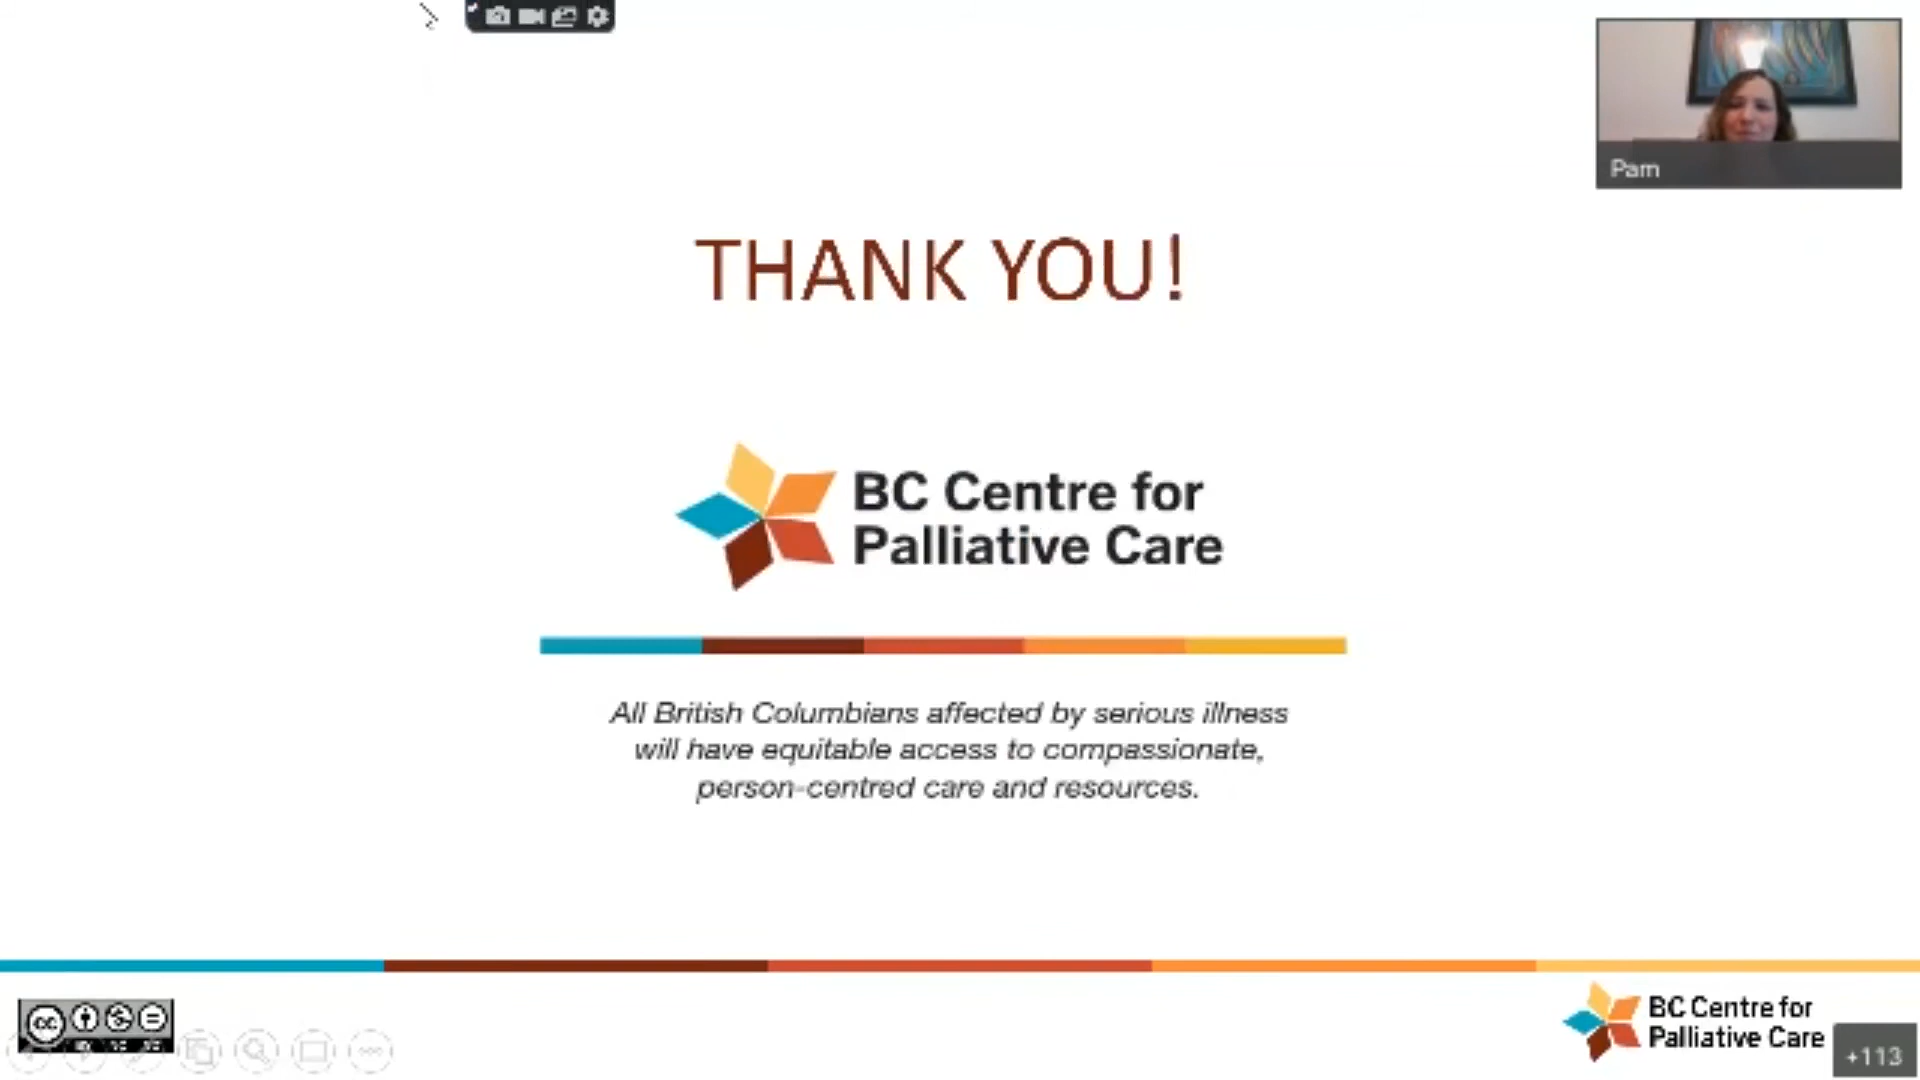 Pam
THANK YOU!
BC Centre for
Palliative Care
All British Columbians affected by serious illness
will have equitable access to compassionate,
person-centred care and resources.
cc
BC Centre for
Palliative Care
+113